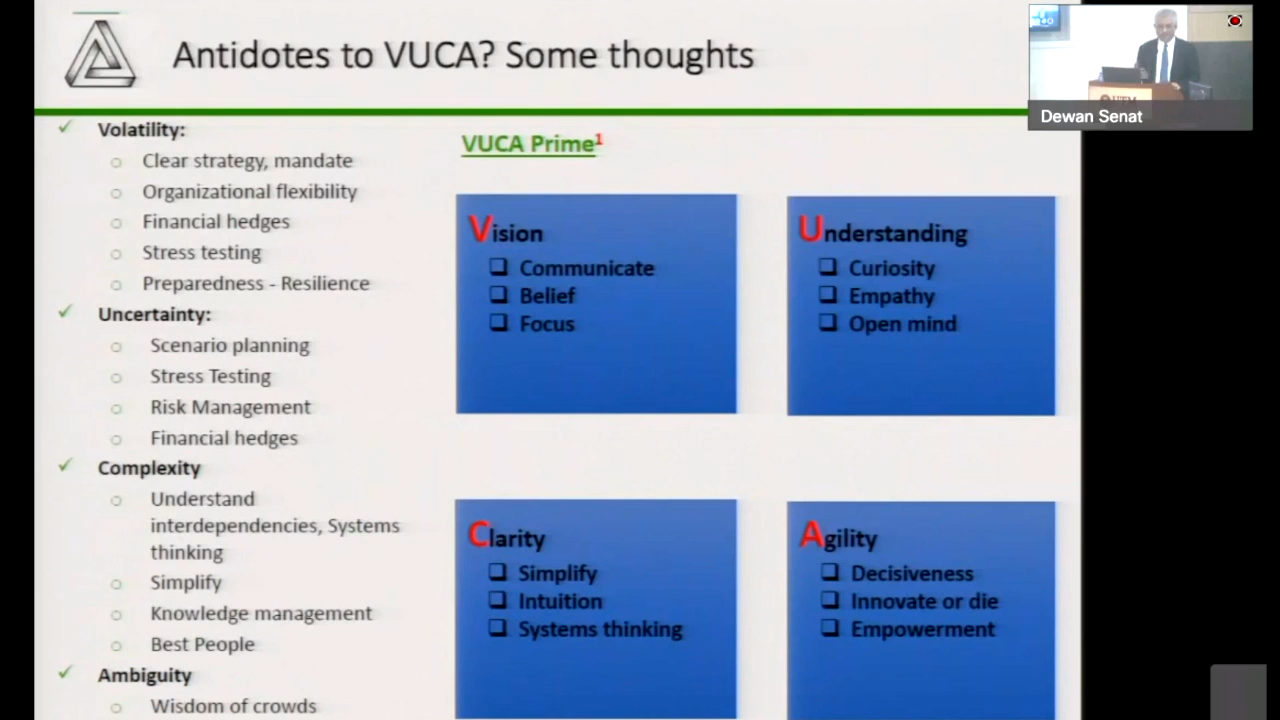 Antidotes to VUCA? Some thoughts
Volatility:
Clear strategy, mandate
Organizational flexibility
Financial hedges
Stress testing
Preparedness - Resilience
Uncertainty:
Scenario planning
Stress Testing
Risk Management
Financial hedges
Complexity
Understand
interdependencies, Systems
thinking
Simplify
Knowledge management
Best People
Ambiguity
Wisdom of crowds
VUCA Prime¹
Vision
Communicate
Belief
Focus
Understanding
Curiosity
Empathy
Open mind
Clarity
Simplify
Intuition
Systems thinking
Agility
Decisiveness
Innovate or die
Empowerment
UTM
Dewan Senat